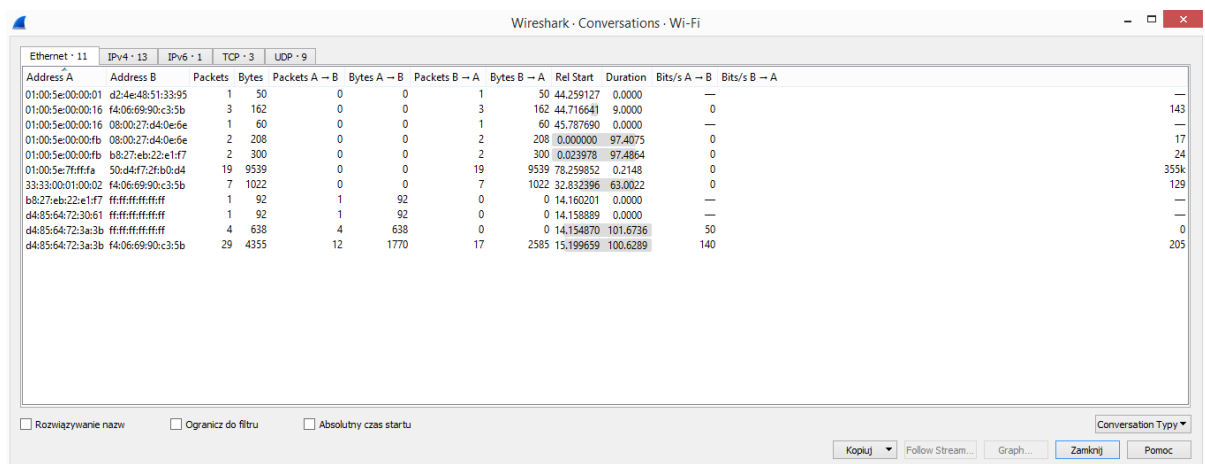 Wireshark · Conversations · Wi-Fi
Ethernet · 11 IPv4 · 13 IPv6 · 1 TCP · 3 UDP · 9
Address A Address B Packets Bytes Packets A → B Bytes A → B Packets B → A Bytes B → A Rel Start Duration Bits/s A → B Bits/s B → A
01:00:5e:00:00:01 d2:4e:48:51:33:95 1 50 0 0 1 50 44.259127 0.0000 — —
01:00:5e:00:00:16 f4:06:69:90:c3:5b 3 162 0 0 3 162 44.716641 9.0000 0 143
01:00:5e:00:00:16 08:00:27:d4:0e:6e 1 60 0 0 1 60 45.787690 0.0000 — —
01:00:5e:00:00:fb 08:00:27:d4:0e:6e 2 208 0 0 2 208 0.000000 97.4075 0 17
01:00:5e:00:00:fb b8:27:eb:22:e1:f7 2 300 0 0 2 300 0.023978 97.4864 0 24
01:00:5e:7f:ff:fa 50:d4:f7:2f:b0:d4 19 9539 0 0 19 9539 78.259852 0.2148 0 355k
33:33:00:01:00:02 f4:06:69:90:c3:5b 7 1022 0 0 7 1022 32.832396 63.0022 0 129
b8:27:eb:22:e1:f7 ff:ff:ff:ff:ff:ff 1 92 1 92 0 0 14.160201 0.0000 — —
d4:85:64:72:30:61 ff:ff:ff:ff:ff:ff 1 92 1 92 0 0 14.158889 0.0000 — —
d4:85:64:72:3a:3b ff:ff:ff:ff:ff:ff 4 638 4 638 0 0 14.154870 101.6736 50 0
d4:85:64:72:3a:3b f4:06:69:90:c3:5b 29 4355 12 1770 17 2585 15.199659 100.6289 140 205
Rozwiązywanie nazw Ogranicz do filtru Absolutny czas startu Conversation Typy
Kopiuj Follow Stream... Graph... Zamknij Pomoc